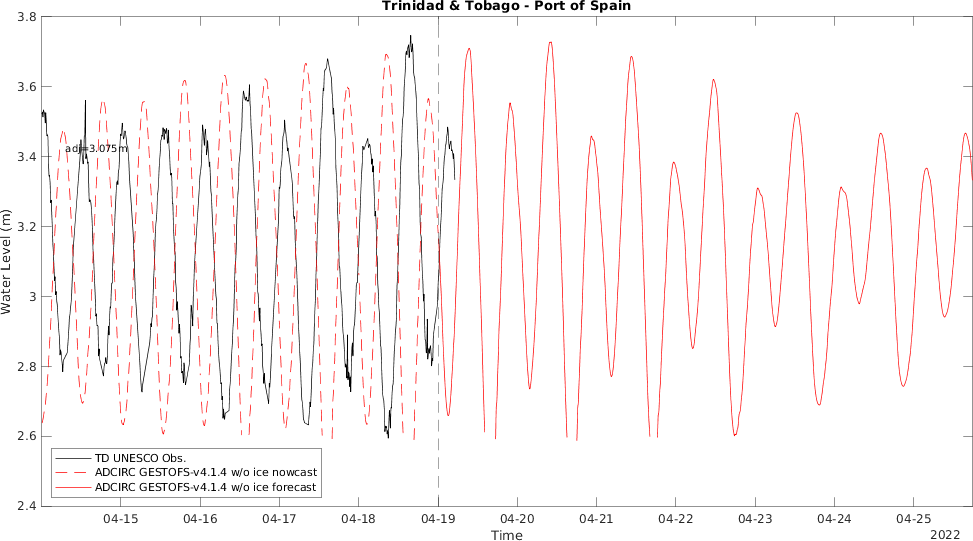 Trinidad & Tobago - Port of Spain
3.8
3.6
3.4
3.2
3
2.8
2.6
2.4
Water Level (m)
adj=3.075m
TD UNESCO Obs.
ADCIRC GESTOFS-v4.1.4 w/o ice nowcast
ADCIRC GESTOFS-v4.1.4 w/o ice forecast
04-15 04-16 04-17 04-18 04-19 04-20 04-21 04-22 04-23 04-24 04-25
Time
2022